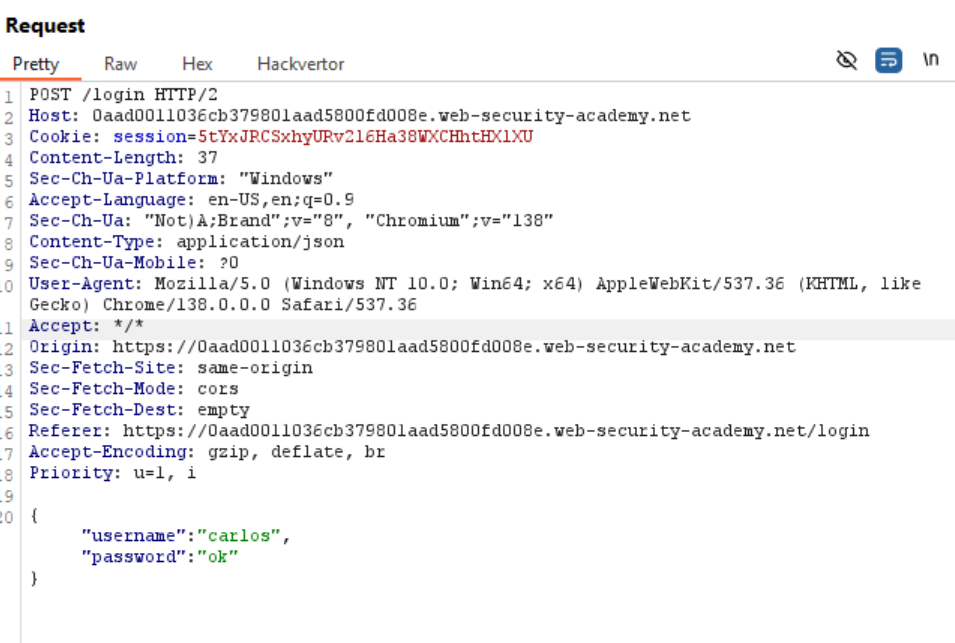 Request
Pretty Raw Hex Hackvertor \n
1 POST /login HTTP/2
2 Host: 0aad0011036cb379801aad5800fd008e.web-security-academy.net
3 Cookie: session=5tYxJRCSxhyURv2l6Ha38WXCHhtHXlXU
4 Content-Length: 37
5 Sec-Ch-Ua-Platform: "Windows"
6 Accept-Language: en-US,en;q=0.9
7 Sec-Ch-Ua: "Not)A;Brand";v="8", "Chromium";v="138"
8 Content-Type: application/json
9 Sec-Ch-Ua-Mobile: ?0
10 User-Agent: Mozilla/5.0 (Windows NT 10.0; Win64; x64) AppleWebKit/537.36 (KHTML, like
Gecko) Chrome/138.0.0.0 Safari/537.36
11 Accept: */*
12 Origin: https://0aad0011036cb379801aad5800fd008e.web-security-academy.net
13 Sec-Fetch-Site: same-origin
14 Sec-Fetch-Mode: cors
15 Sec-Fetch-Dest: empty
16 Referer: https://0aad0011036cb379801aad5800fd008e.web-security-academy.net/login
17 Accept-Encoding: gzip, deflate, br
18 Priority: u=1, i
19
20 {
"username":"carlos",
"password":"ok"
}